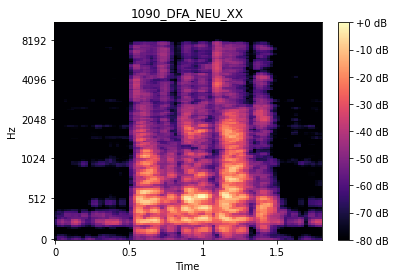 1090_DFA_NEU_XX
8192
4096
2048
1024
512
0
Hz
0
0.5
1
1.5
Time
+0 dB
-10 dB
-20 dB
-30 dB
-40 dB
-50 dB
-60 dB
-70 dB
-80 dB